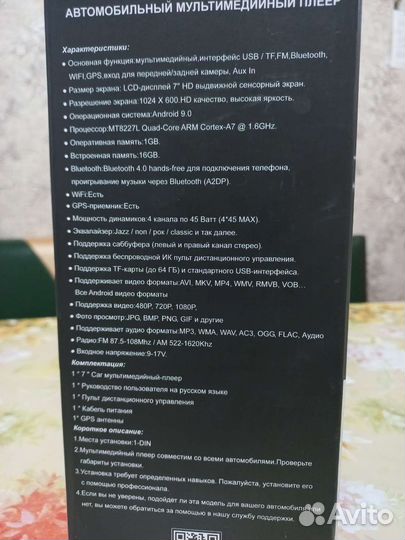 АВТОМОБИЛЬНЫЙ МУЛЬТИМЕДИЙНЫЙ ПЛЕЕР
Характеристики:
● Основная функция:мультимедийный,интерфейс USB / TF,FM,Bluetooth,
WIFI,GPS,вход для передней/задней камеры, Aux In
● Размер экрана: LCD-дисплей 7" HD выдвижной сенсорный экран.
● Разрешение экрана:1024 X 600.HD качество, высокая яркость.
● Операционная система:Android 9.0
● Процессор:MT8227L Quad-Core ARM Cortex-A7 @ 1.6GHz.
● Оперативная память:1GB.
● Встроенная память:16GB.
● Bluetooth:Bluetooth 4.0 hands-free для подключения телефона,
проигрывание музыки через Bluetooth (A2DP).
● WiFi:Есть
● GPS-приемник:Есть
● Мощность динамиков:4 канала по 45 Ватт (4*45 MAX).
● Эквалайзер:Jazz / поп / рок / classic и так далее.
● Поддержка сабвуфера (левый и правый канал стерео).
● Поддержка беспроводной ИК пульт дистанционного управления.
● Поддержка TF-карты (до 64 ГБ) и стандартного USB-интерфейса.
● Поддерживает видео форматы:AVI, MKV, MP4, WMV, RMVB, VOB...
Все Android видео форматы
● Поддержка видео:480P, 720P, 1080P.
● Фото просмотр:JPG, BMP, PNG, GIF и другие
● Поддерживает аудио форматы:MP3, WMA, WAV, AC3, OGG, FLAC, Аудио
● Радио:FM 87.5-108Mhz / AM 522-1620Khz
● Входное напряжение:9-17V.
Комплектация:
1 * 7 " Car мультимедийный-плеер
1 * Руководство пользователя на русском языке
1 * Пульт дистанционного управления
1 * Кабель питания
1* GPS антенны
Короткое описание:
1.Места установки:1-DIN
2.Мультимедийный плеер совместим со всеми автомобилями.Проверьте
габариты установки.
3.Установка требует определенных навыков. Пожалуйста, установите его
с помощью профессионала.
4.Если вы не уверены, подойдет ли эта модель для вашего автомобиля или
нет, вы можете обратиться за помощью в нашу службу поддержки.
Avito